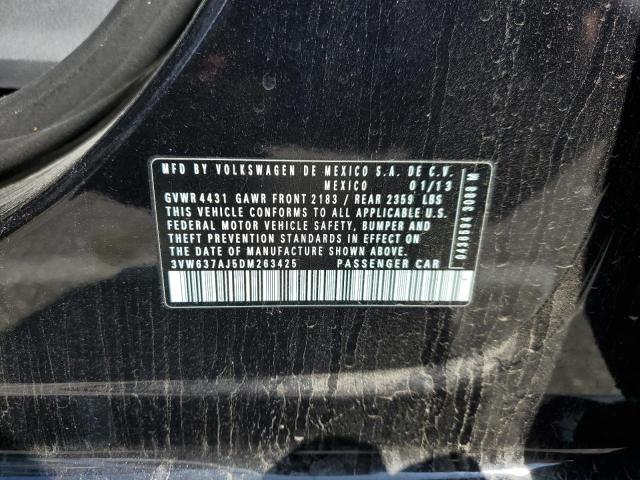 MFD BY VOLKSWAGEN DE MEXICO S.A. DE C.V.
MEXICO 01/13
GVWR 4431 GAWR FRONT 2183 / REAR 2359 LBS
THIS VEHICLE CONFORMS TO ALL APPLICABLE U.S.
FEDERAL MOTOR VEHICLE SAFETY, BUMPER AND
THEFT PREVENTION STANDARDS IN EFFECT ON
THE DATE OF MANUFACTURE SHOWN ABOVE.
3VW637AJ5DM263425 PASSENGER CAR